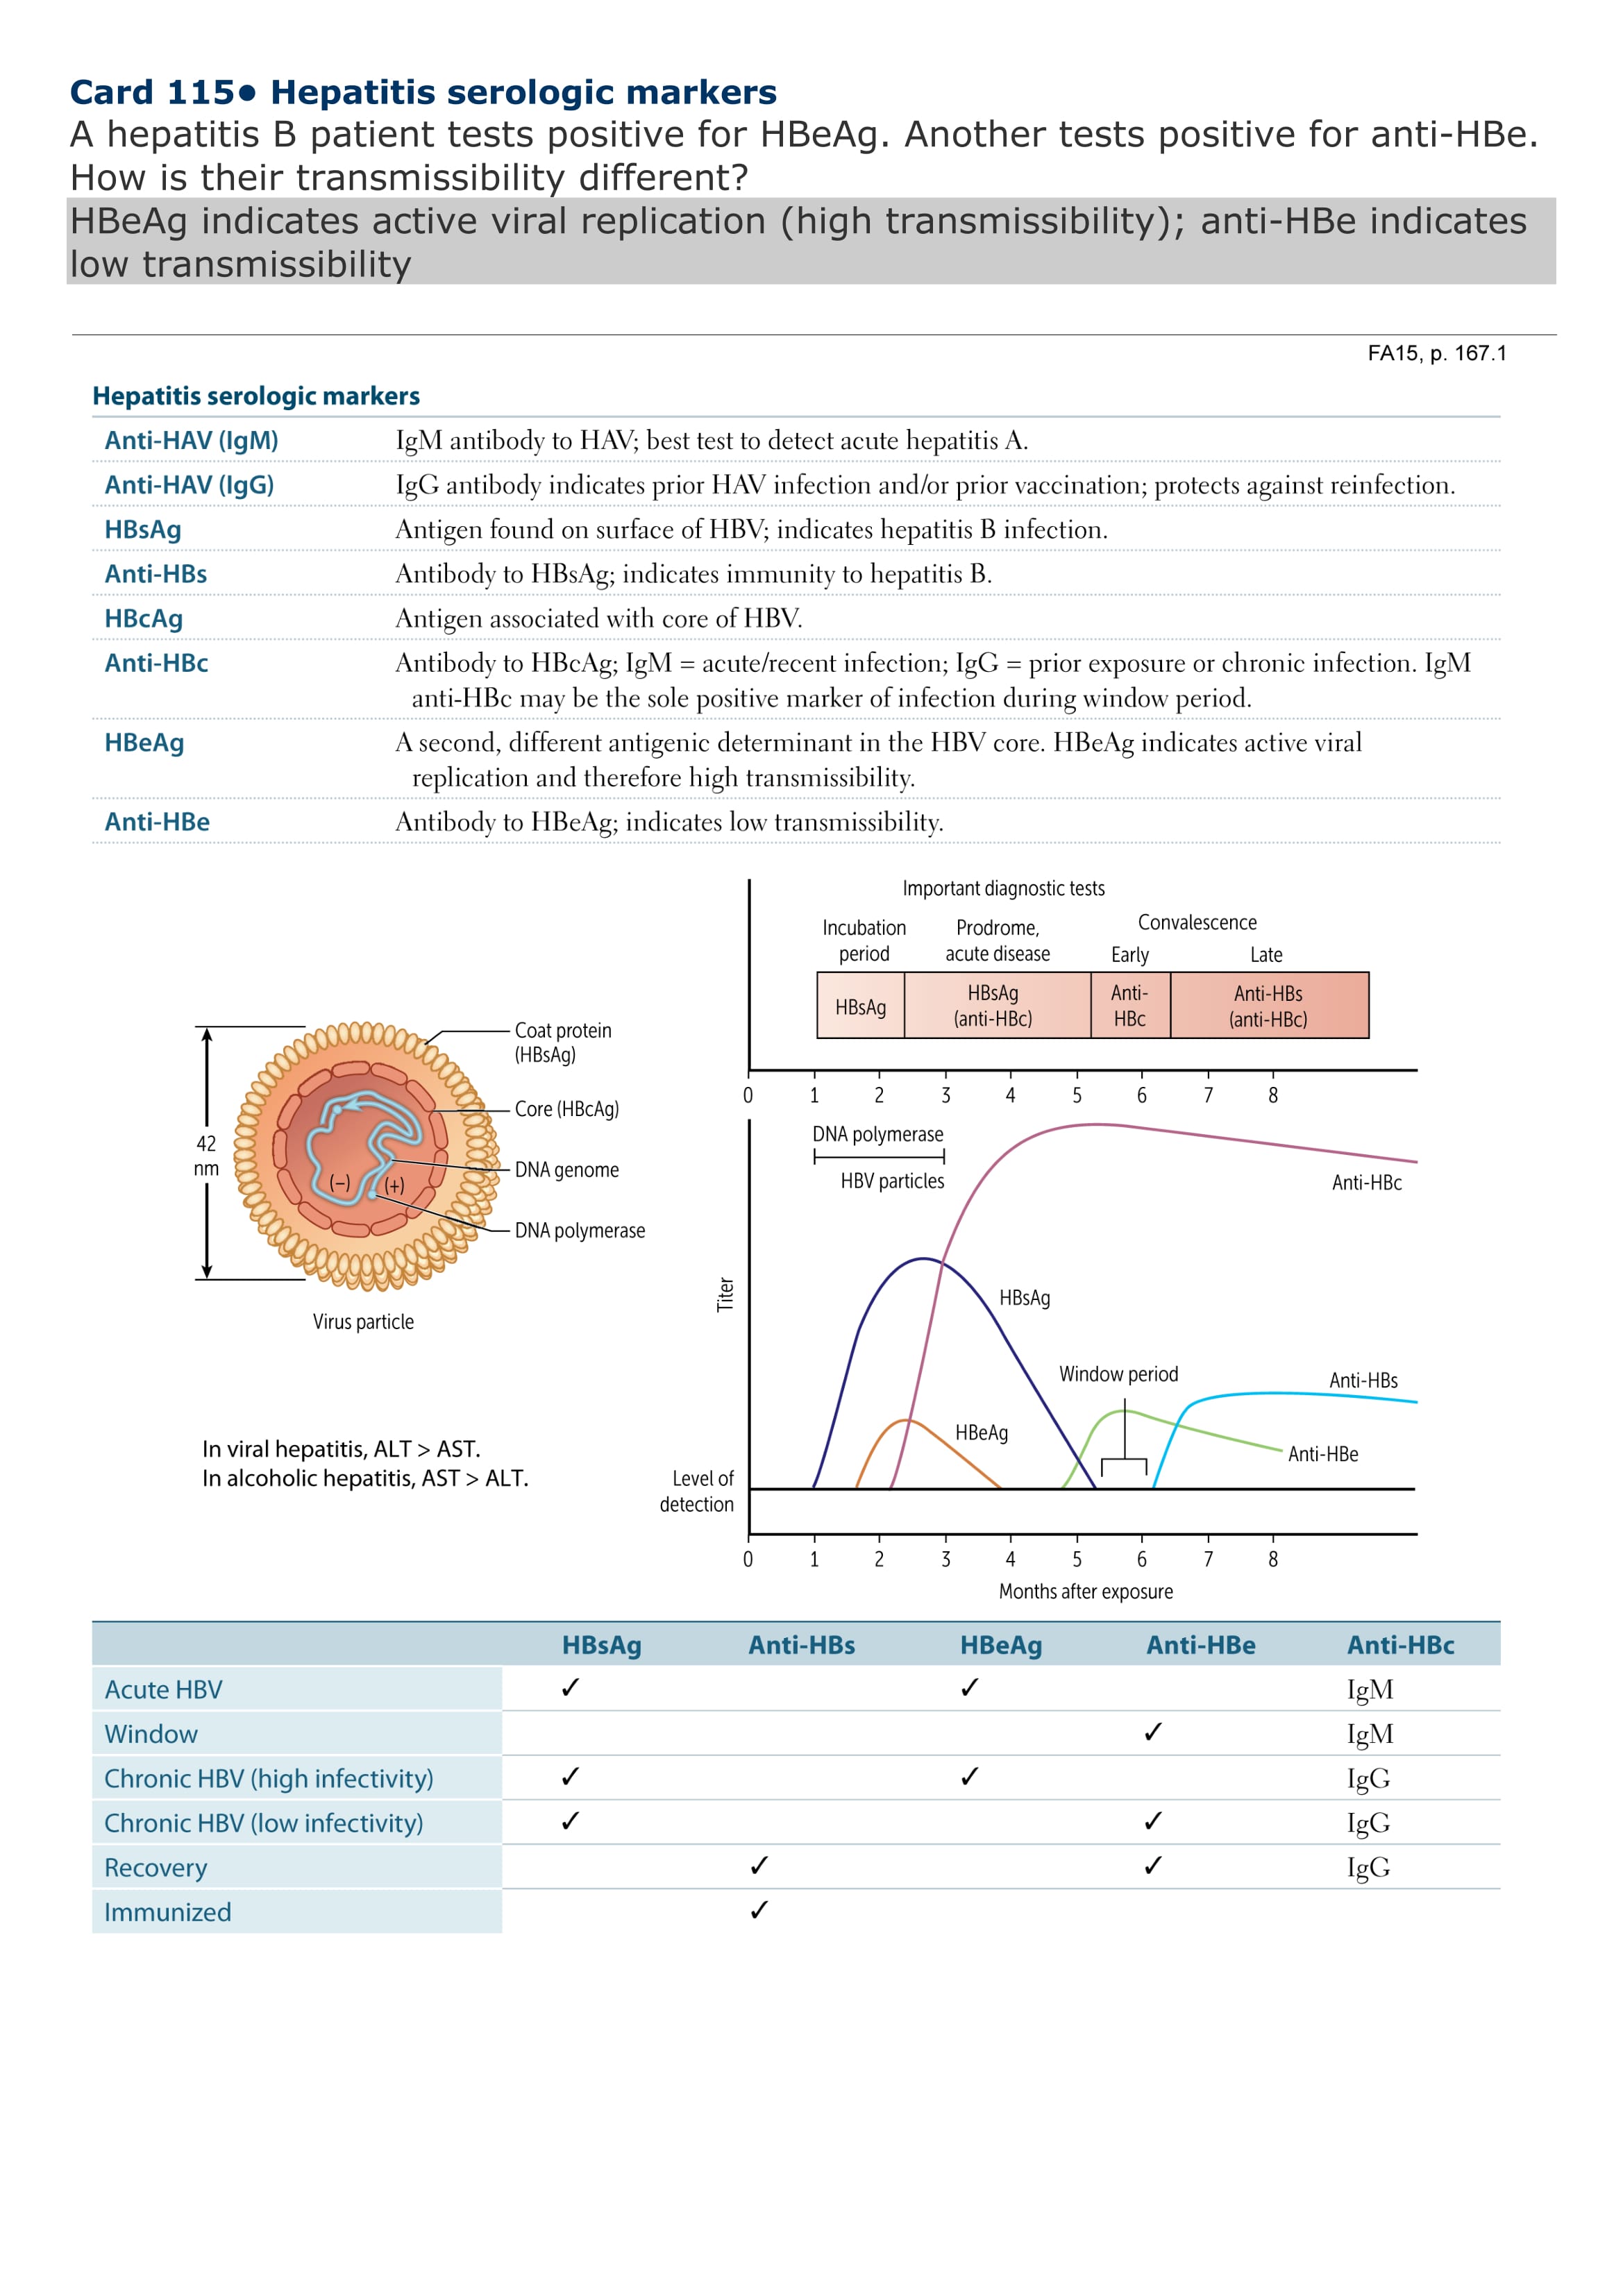 Card 115● Hepatitis serologic markers
A hepatitis B patient tests positive for HBeAg. Another tests positive for anti-HBe.
How is their transmissibility different?
HBeAg indicates active viral replication (high transmissibility); anti-HBe indicates
low transmissibility
FA15, p. 167.1
Hepatitis serologic markers
Anti-HAV (IgM) IgM antibody to HAV; best test to detect acute hepatitis A.
Anti-HAV (IgG) IgG antibody indicates prior HAV infection and/or prior vaccination; protects against reinfection.
HBsAg Antigen found on surface of HBV; indicates hepatitis B infection.
Anti-HBs Antibody to HBsAg; indicates immunity to hepatitis B.
HBcAg Antigen associated with core of HBV.
Anti-HBc Antibody to HBcAg; IgM = acute/recent infection; IgG = prior exposure or chronic infection. IgM
anti-HBc may be the sole positive marker of infection during window period.
HBeAg A second, different antigenic determinant in the HBV core. HBeAg indicates active viral
replication and therefore high transmissibility.
Anti-HBe Antibody to HBeAg; indicates low transmissibility.
42
nm
Coat protein
(HBsAg)
Core (HBcAg)
DNA genome
DNA polymerase
(–) (+)
Virus particle
In viral hepatitis, ALT > AST.
In alcoholic hepatitis, AST > ALT.
Important diagnostic tests
Incubation
period
Prodrome,
acute disease
Convalescence
Early Late
HBsAg
HBsAg
(anti-HBc)
Anti-
HBc
Anti-HBs
(anti-HBc)
0 1 2 3 4 5 6 7 8
DNA polymerase
HBV particles
Anti-HBc
Titer
HBsAg
Window period
Anti-HBs
HBeAg
Anti-HBe
Level of
detection
0 1 2 3 4 5 6 7 8
Months after exposure
HBsAg Anti-HBs HBeAg Anti-HBe Anti-HBc
Acute HBV ✓ ✓ IgM
Window ✓ IgM
Chronic HBV (high infectivity) ✓ ✓ IgG
Chronic HBV (low infectivity) ✓ ✓ IgG
Recovery ✓ ✓ IgG
Immunized ✓